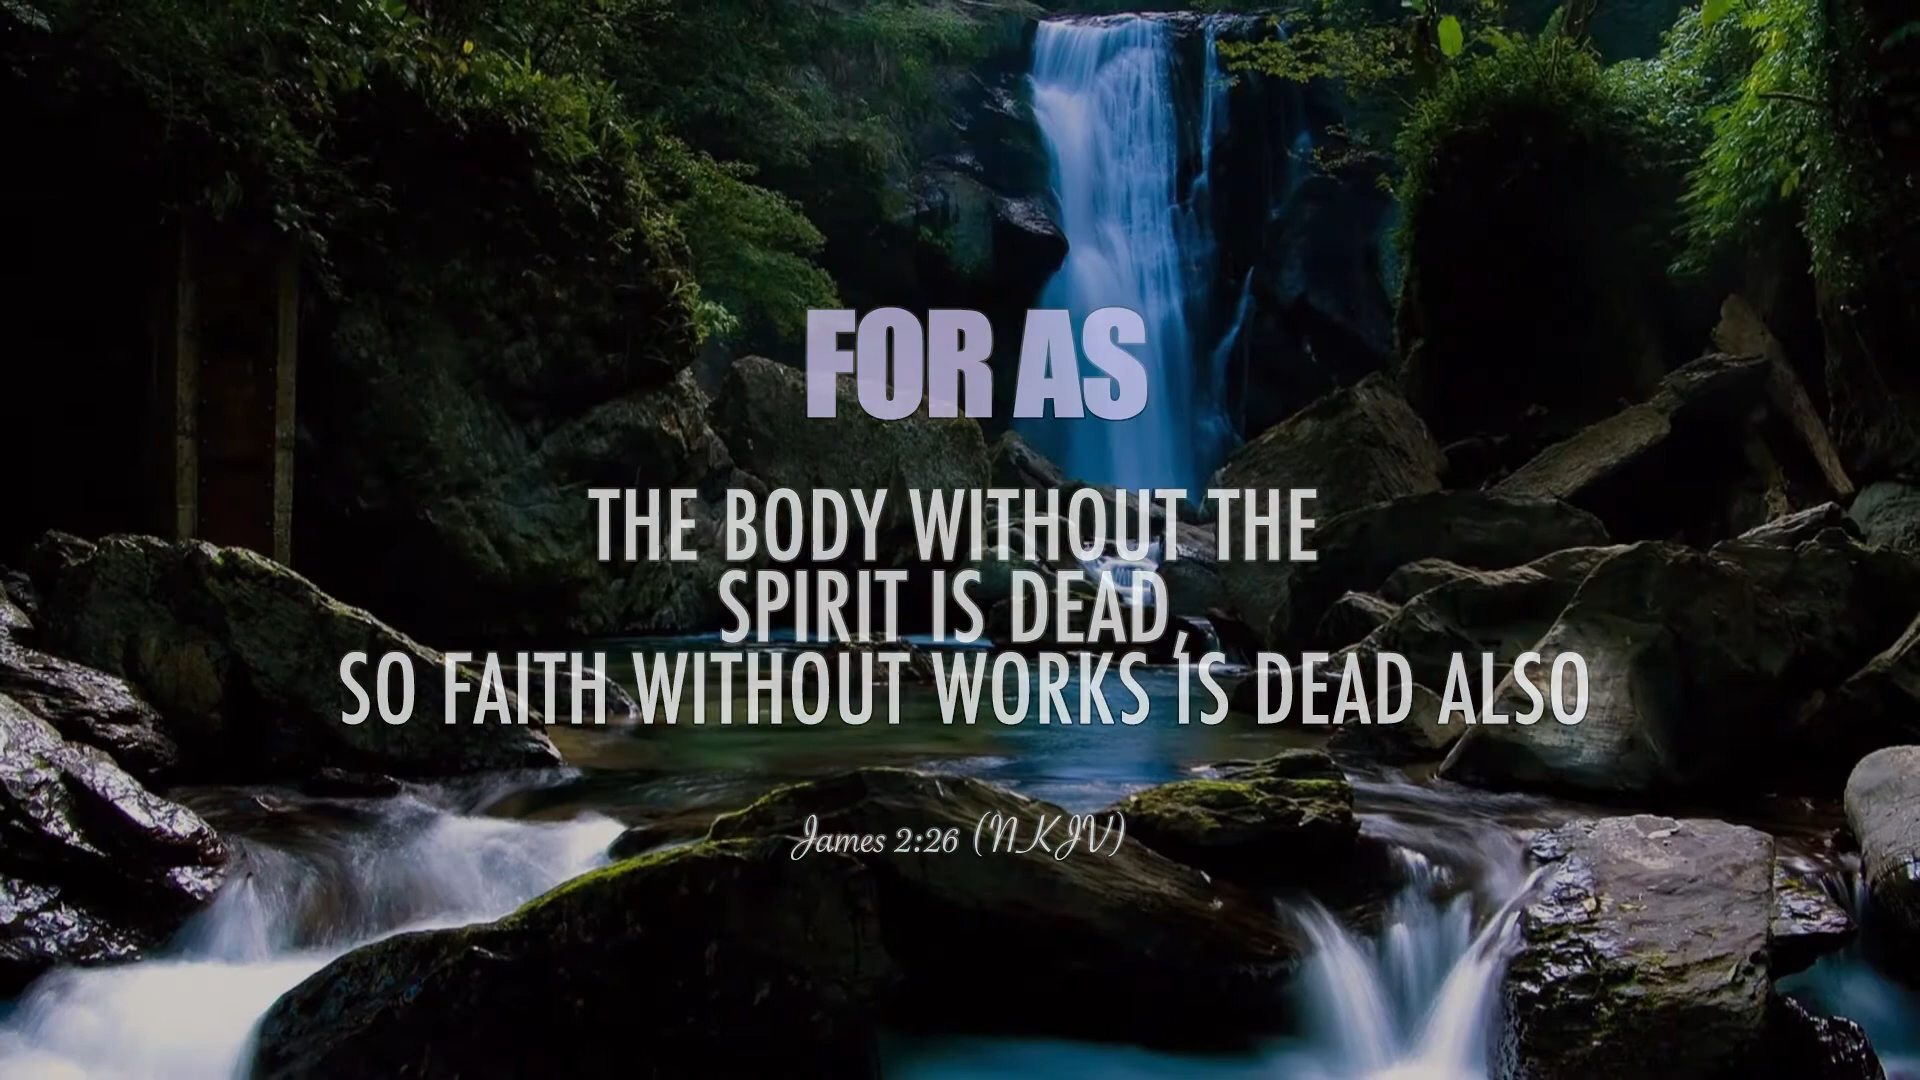 FOR AS
THE BODY WITHOUT THE
SPIRIT IS DEAD,
SO FAITH WITHOUT WORKS IS DEAD ALSO
James 2:26 (NKJV)